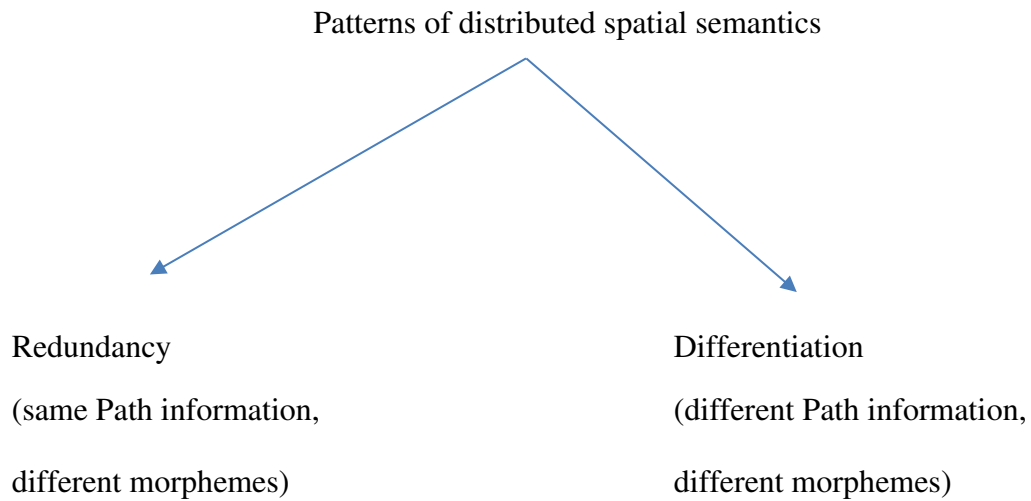 Patterns of distributed spatial semantics
Redundancy
(same Path information,
different morphemes)
Differentiation
(different Path information,
different morphemes)